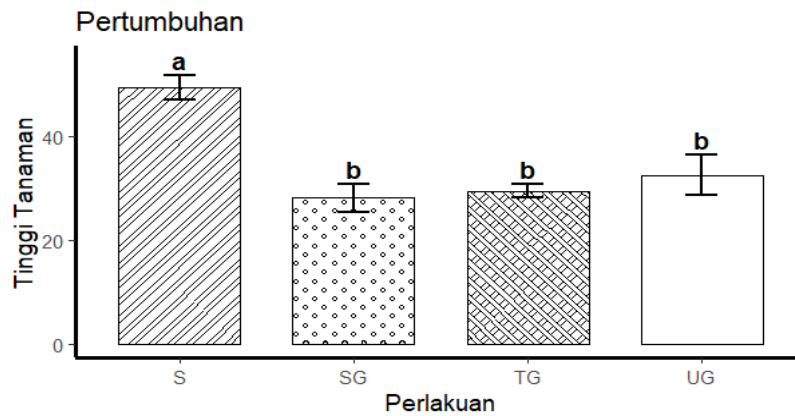 Pertumbuhan
Tinggi Tanaman
40
20
0
a
b
b
b
S
SG
TG
UG
Perlakuan